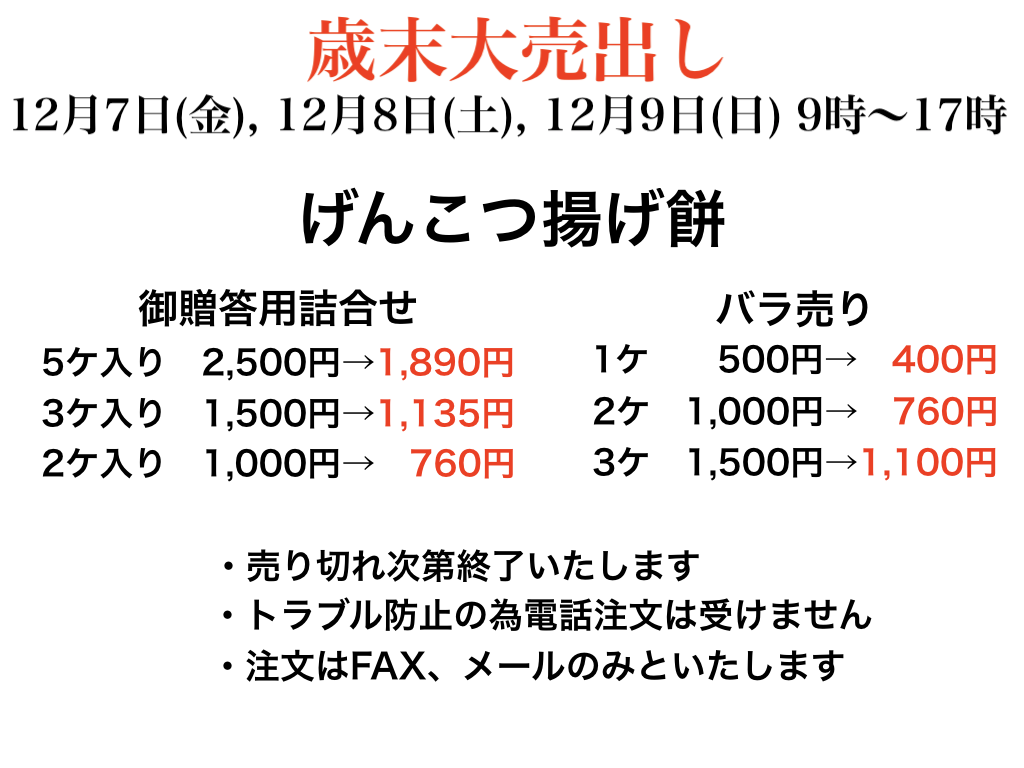 歳末大売出し
12月7日(金), 12月8日(土), 12月9日(日) 9時〜17時
げんこつ揚げ餅
御贈答用詰合せ
5ケ入り　2,500円→1,890円
3ケ入り　1,500円→1,135円
2ケ入り　1,000円→　760円
バラ売り
1ケ　　500円→　400円
2ケ　1,000円→　760円
3ケ　1,500円→1,100円
・売り切れ次第終了いたします
・トラブル防止の為電話注文は受けません
・注文はFAX、メールのみといたします